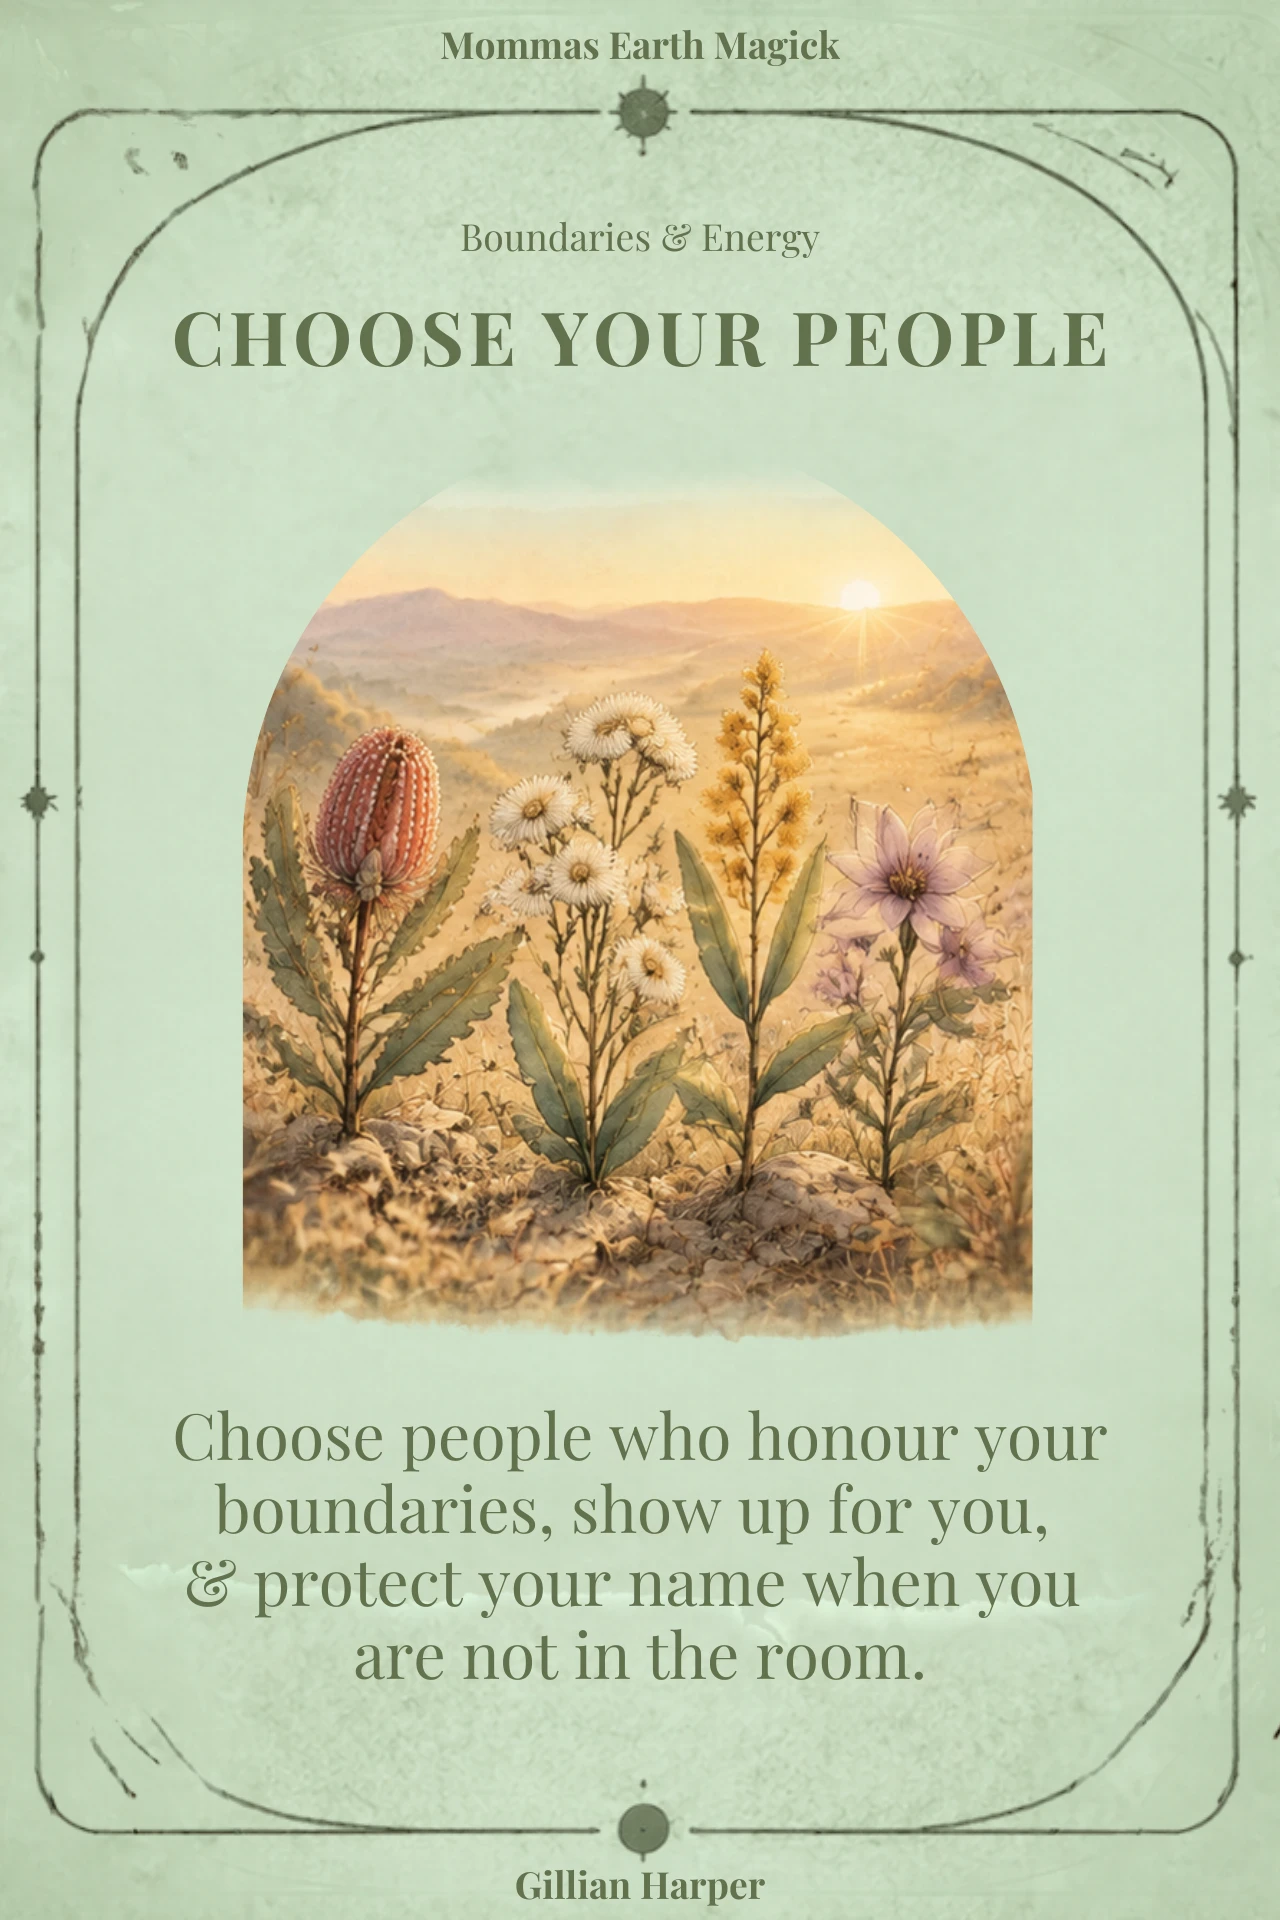 Mommas Earth Magick
Boundaries & Energy
CHOOSE YOUR PEOPLE
Choose people who honour your
boundaries, show up for you,
& protect your name when you
are not in the room.
Gillian Harper